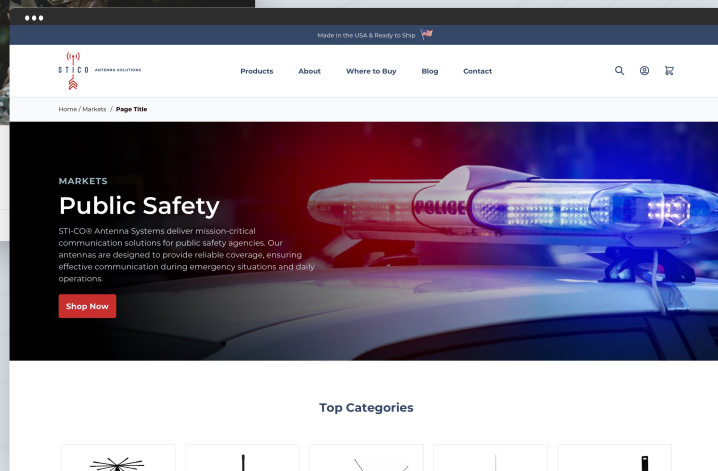 Made in the USA & Ready to Ship
STICO ANTENNA SOLUTIONS
Products About Where to Buy Blog Contact
Home / Markets / Page Title
MARKETS
Public Safety
STI-CO® Antenna Systems deliver mission-critical
communication solutions for public safety agencies. Our
antennas are designed to provide reliable coverage, ensuring
effective communication during emergency situations and daily
operations.
Shop Now
POLICE
Top Categories